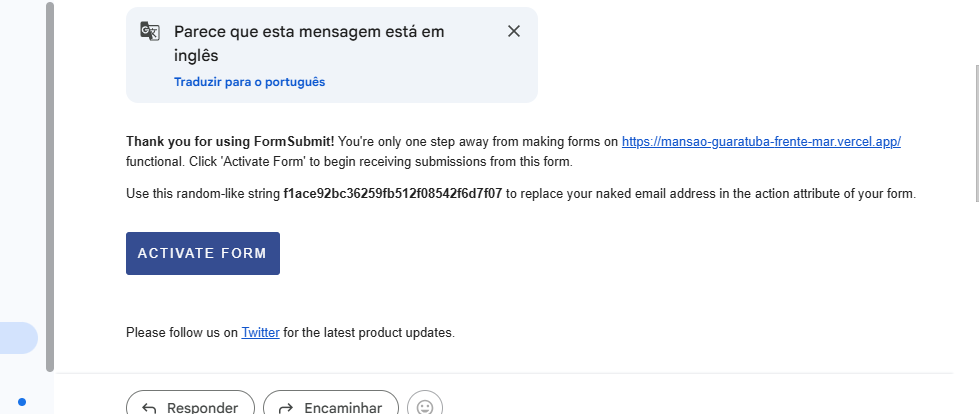 Parece que esta mensagem está em
inglês
Traduzir para o português
Thank you for using FormSubmit! You're only one step away from making forms on https://mansao-guaratuba-frente-mar.vercel.app/
functional. Click 'Activate Form' to begin receiving submissions from this form.
Use this random-like string f1ace92bc36259fb512f08542f6d7f07 to replace your naked email address in the action attribute of your form.
ACTIVATE FORM
Please follow us on Twitter for the latest product updates.
Responder
Encaminhar